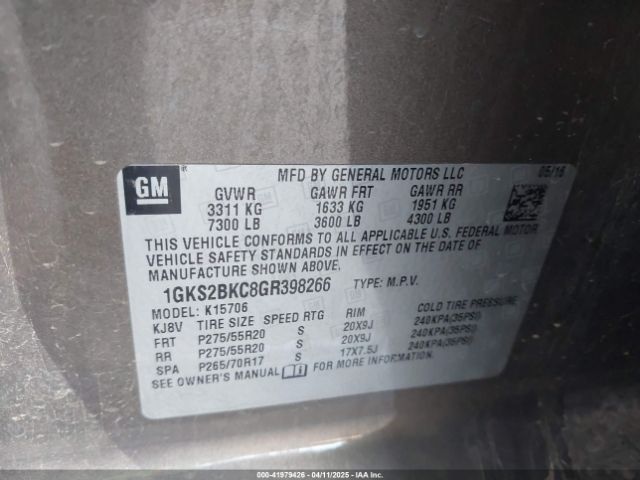 GM
MFD BY GENERAL MOTORS LLC 05/16
GVWR GAWR FRT GAWR RR
3311 KG 1633 KG 1951 KG
7300 LB 3600 LB 4300 LB
THIS VEHICLE CONFORMS TO ALL APPLICABLE U.S. FEDERAL MOTOR
VEHICLE SAFETY STANDARDS IN EFFECT ON THE DATE OF
MANUFACTURE SHOWN ABOVE.
1GKS2BKC8GR398266 TYPE: M.P.V.
MODEL: K15706
KJ8V TIRE SIZE SPEED RTG RIM COLD TIRE PRESSURE
FRT P275/55R20 S 20X9J 240KPA(35PSI)
RR P275/55R20 S 20X9J 240KPA(35PSI)
SPA P265/70R17 S 17X7.5J 240KPA(35PSI)
SEE OWNER'S MANUAL FOR MORE INFORMATION.
000-41979426 - 04/11/2025 - IAAI.com